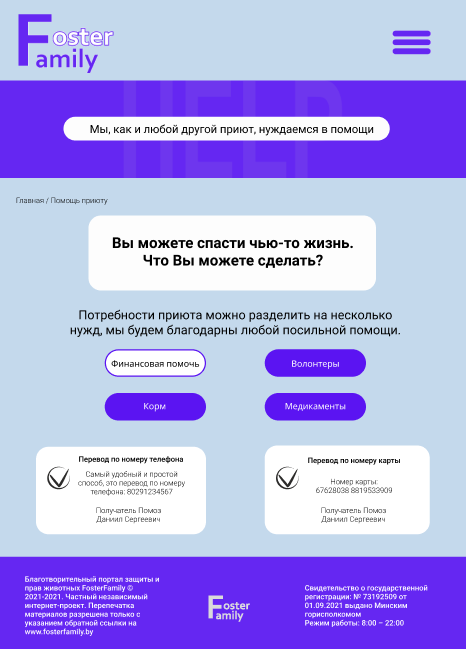 Foster
Family
HELP
Мы, как и любой другой приют, нуждаемся в помощи
Главная / Помощь приюту
Вы можете спасти чью-то жизнь.
Что Вы можете сделать?
Потребности приюта можно разделить на несколько
нужд, мы будем благодарны любой посильной помощи.
Финансовая помочь
Волонтеры
Корм
Медикаменты
Перевод по номеру телефона
Самый удобный и простой
способ, это перевод по номеру
телефона: 80291234567
Получатель Помоз
Даниил Сергеевич
Перевод по номеру карты
Номер карты:
67628038 8819533909
Получатель Помоз
Даниил Сергеевич
Благотворительный портал защиты и
прав животных FosterFamily ©
2021-2021. Частный независимый
интернет-проект. Перепечатка
материалов разрешена только с
указанием обратной ссылки на
www.fosterfamily.by
Foster
Family
Свидетельство о государственной
регистрации: № 73192509 от
01.09.2021 выдано Минским
горисполкомом
Режим работы: 8:00 – 22:00